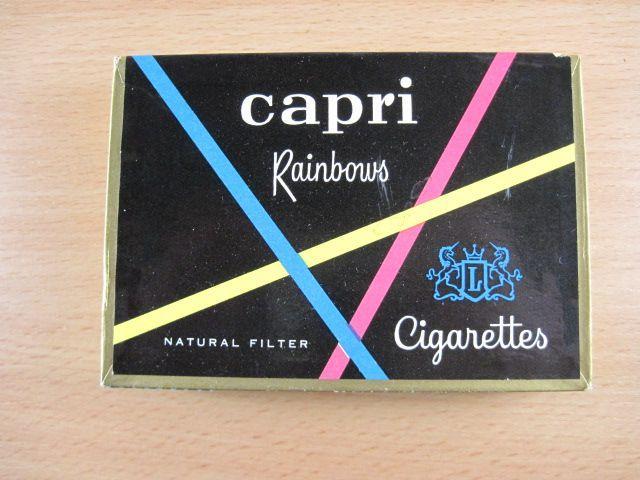 capri
Rainbows
L
NATURAL FILTER
Cigarettes